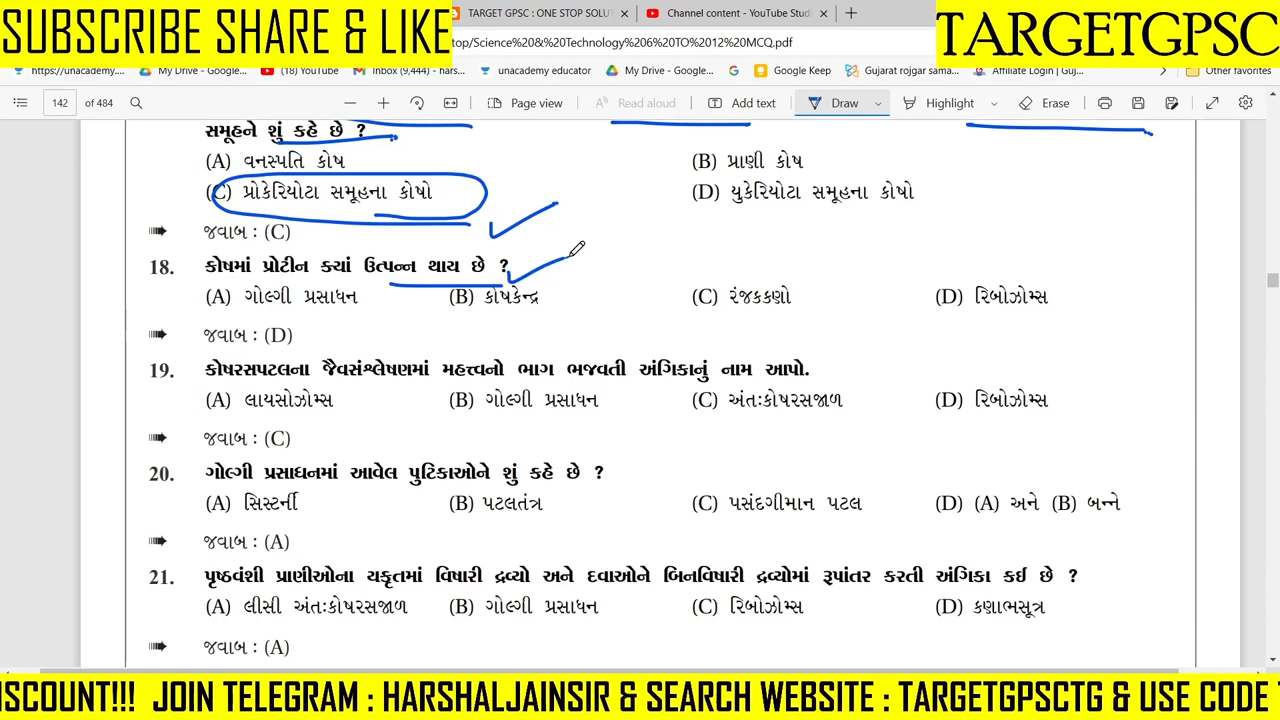 SUBSCRIBE SHARE & LIKE
TARGET GPSC : ONE STOP SOLU
Channel content - YouTube Studi
TARGETGPSC
top/Science%20&%20Technology%206%20TO%2012%20MCQ.pdf
https://unacademy....
My Drive - Google...
(18) YouTube
Inbox (9,444) - hars...
unacademy educator
My Drive - Google...
Google Keep
Gujarat rojgar sama...
Affiliate Login | Guj...
Other favorites
142 of 484
Page view
Read aloud
Add text
Draw
Highlight
Erase
સમૂહને શું કહે છે ?
(A) વનસ્પતિ કોષ (B) પ્રાણી કોષ
(C) પ્રોકેરિયોટા સમૂહના કોષો (D) યુકેરિયોટા સમૂહના કોષો
જવાબ : (C)
18. કોષમાં પ્રોટીન ક્યાં ઉત્પન્ન થાય છે ?
(A) ગોલ્ગી પ્રસાધન (B) કોષકેન્દ્ર (C) રંજકકણો (D) રિબોઝોમ્સ
જવાબ : (D)
19. કોષરસપટલના જૈવસંશ્લેષણમાં મહત્ત્વનો ભાગ ભજવતી અંગિકાનું નામ આપો.
(A) લાયસોઝોમ્સ (B) ગોલ્ગી પ્રસાધન (C) અંતઃકોષરસજાળ (D) રિબોઝોમ્સ
જવાબ : (C)
20. ગોલ્ગી પ્રસાધનમાં આવેલ પુટિકાઓને શું કહે છે ?
(A) સિસ્ટર્ની (B) પટલતંત્ર (C) પસંદગીમાન પટલ (D) (A) અને (B) બન્ને
જવાબ : (A)
21. પૃષ્ઠવંશી પ્રાણીઓના યકૃતમાં વિષારી દ્રવ્યો અને દવાઓને બિનવિષારી દ્રવ્યોમાં રૂપાંતર કરતી અંગિકા કઈ છે ?
(A) લીસી અંતઃકોષરસજાળ (B) ગોલ્ગી પ્રસાધન (C) રિબોઝોમ્સ (D) કણાભસૂત્ર
જવાબ : (A)
DISCOUNT!!! JOIN TELEGRAM : HARSHALJAINSIR & SEARCH WEBSITE : TARGETGPSCTG & USE CODE